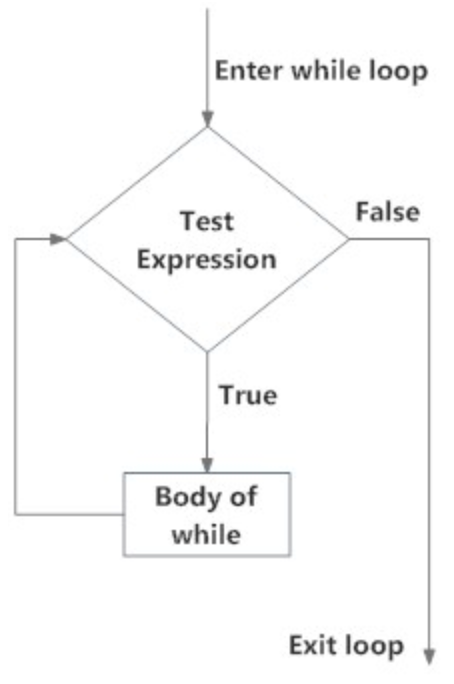 Enter while loop
Test
Expression
False
True
Body of
while
Exit loop